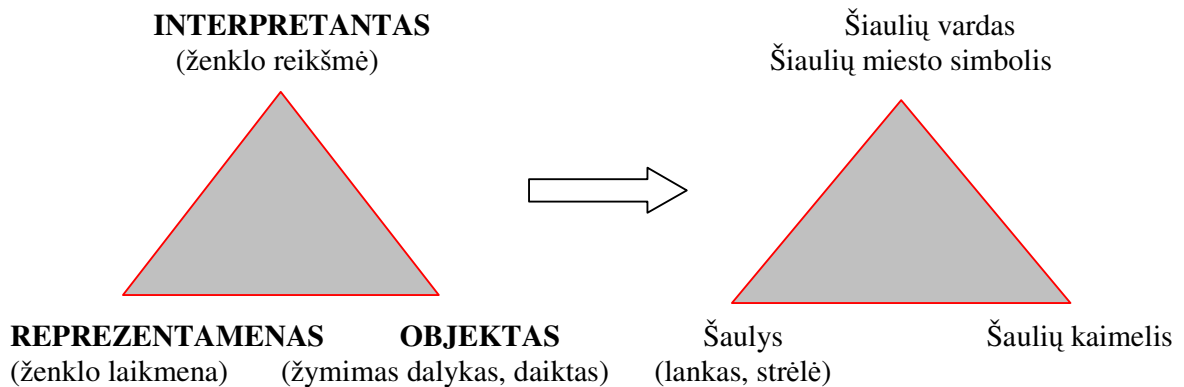 INTERPRETANTAS
(ženklo reikšmė)
Šiaulių vardas
Šiaulių miesto simbolis
REPREZENTAMENAS
(ženklo laikmena)
OBJEKTAS
(žymimas dalykas, daiktas)
Šaulys
(lankas, strėlė)
Šaulių kaimelis